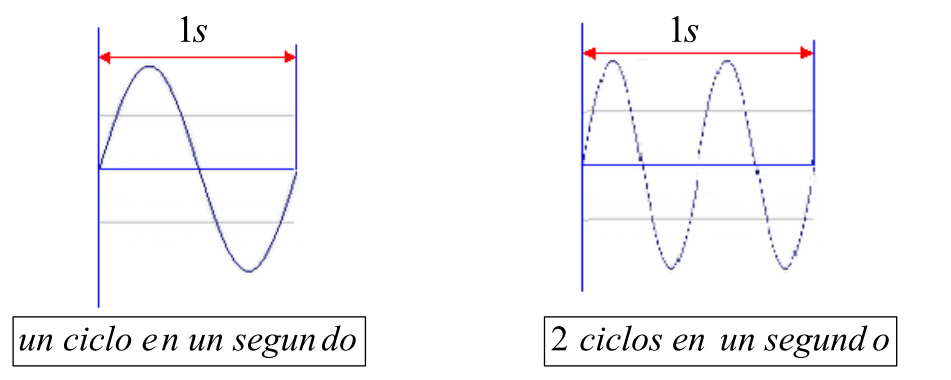 1s
1s
un ciclo en un segundo
2 ciclos en un segundo